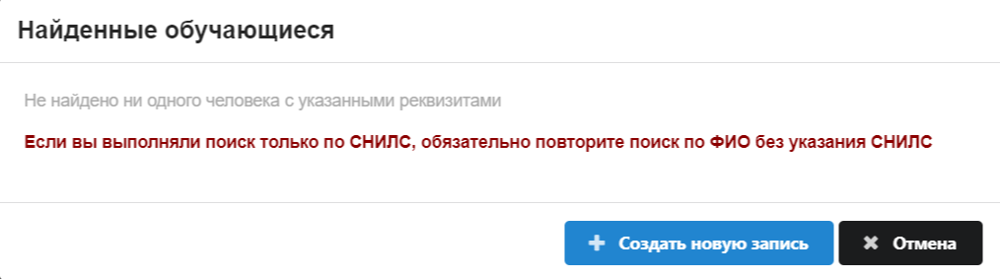 Найденные обучающиеся
Не найдено ни одного человека с указанными реквизитами
Если вы выполняли поиск только по СНИЛС, обязательно повторите поиск по ФИО без указания СНИЛС
Создать новую запись
Отмена